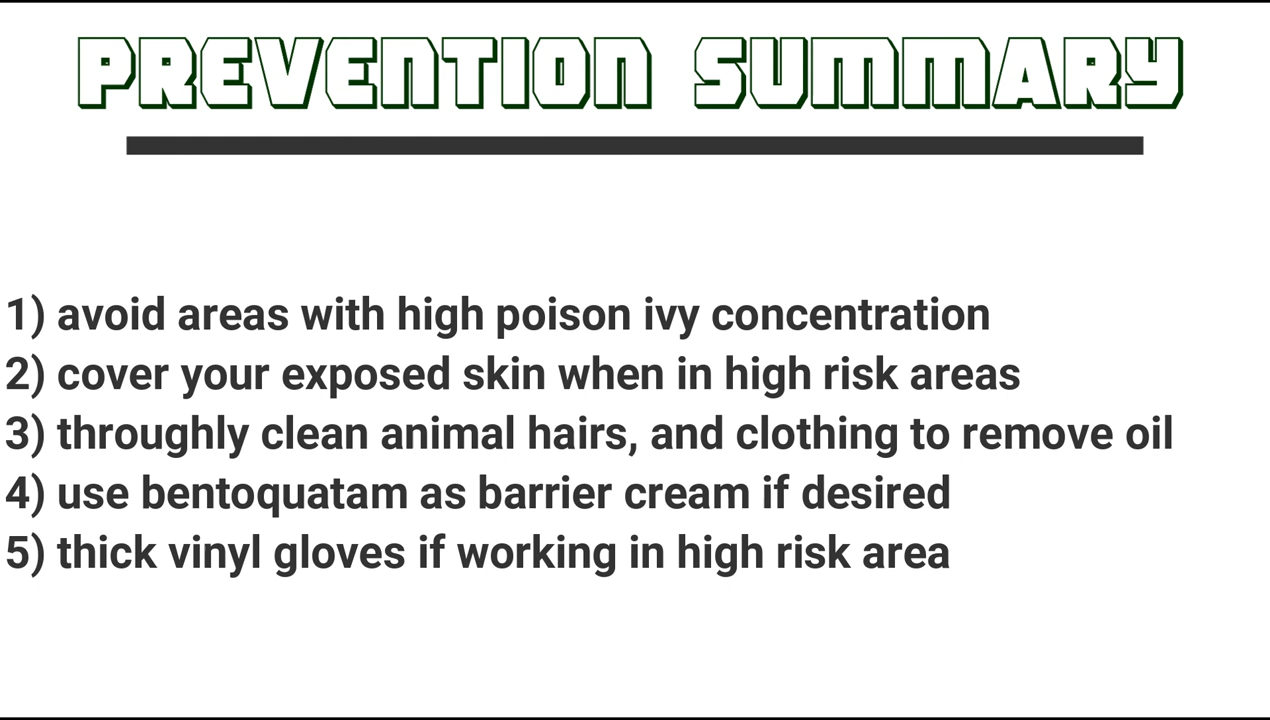 PREVENTION SUMMARY
1) avoid areas with high poison ivy concentration
2) cover your exposed skin when in high risk areas
3) throughly clean animal hairs, and clothing to remove oil
4) use bentoquatam as barrier cream if desired
5) thick vinyl gloves if working in high risk area